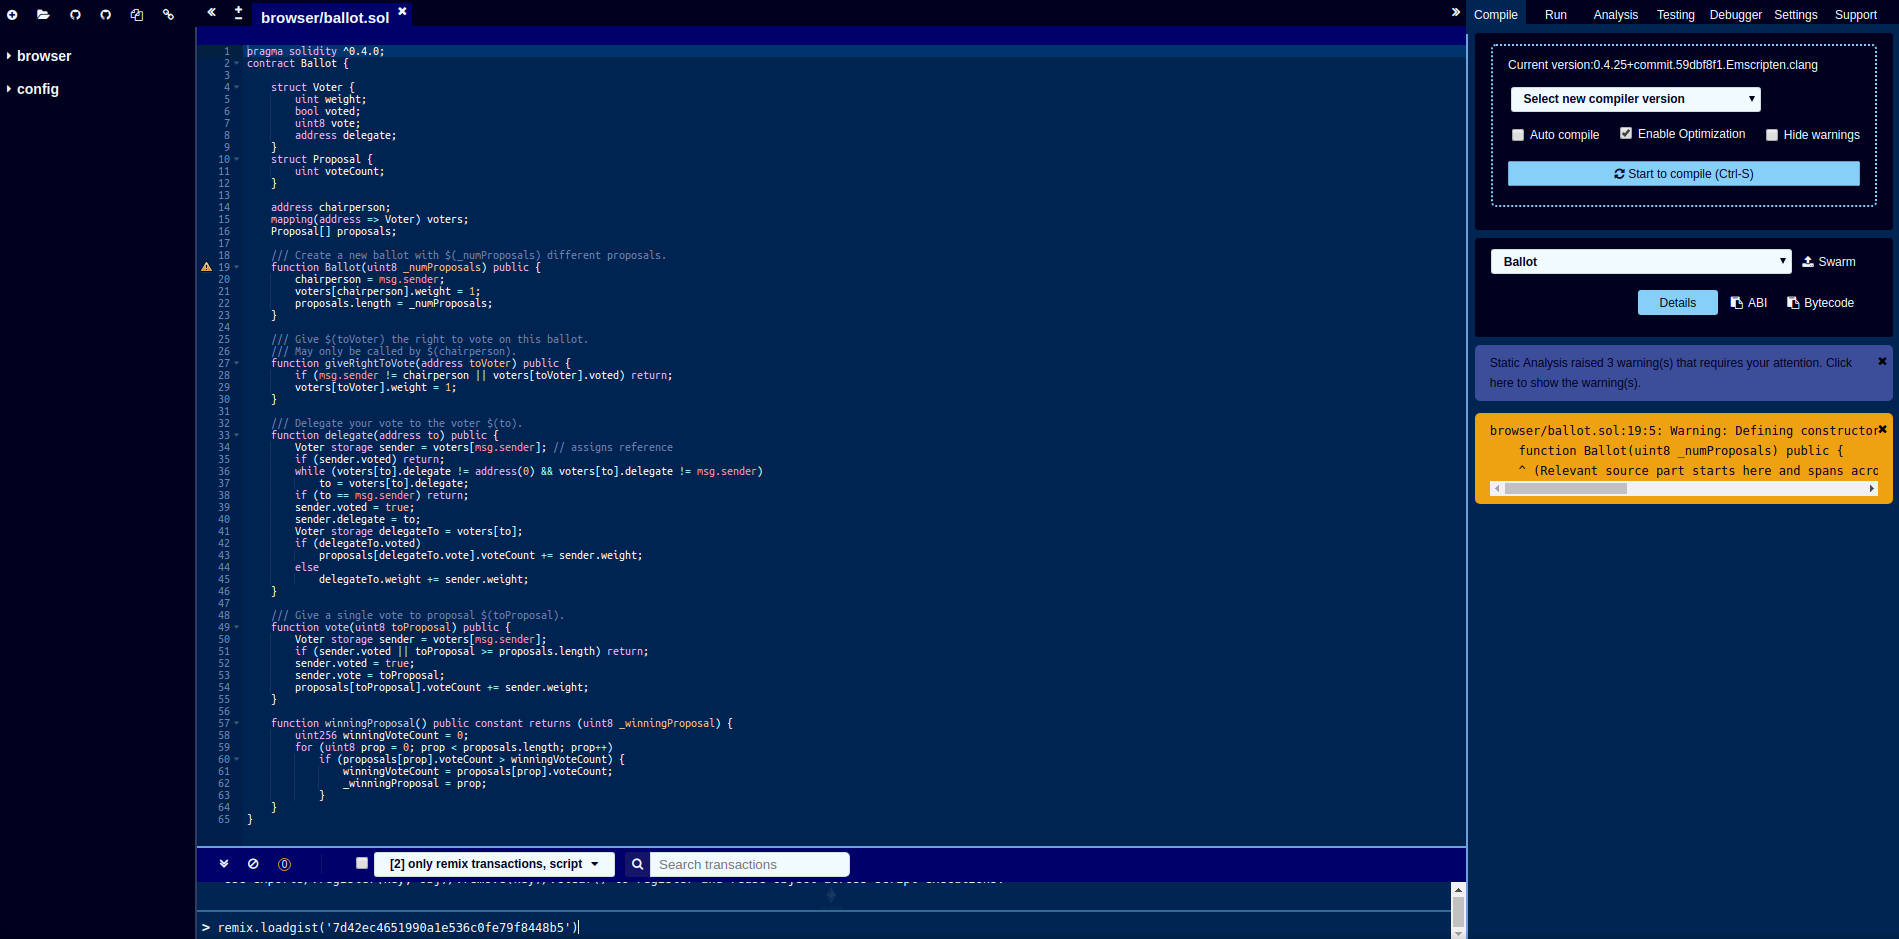 browser/ballot.sol
Compile Run Analysis Testing Debugger Settings Support
browser
config
1 pragma solidity ^0.4.0;
2 contract Ballot {
3
4 struct Voter {
5 uint weight;
6 bool voted;
7 uint8 vote;
8 address delegate;
9 }
10 struct Proposal {
11 uint voteCount;
12 }
13
14 address chairperson;
15 mapping(address => Voter) voters;
16 Proposal[] proposals;
17
18 /// Create a new ballot with $(_numProposals) different proposals.
19 function Ballot(uint8 _numProposals) public {
20 chairperson = msg.sender;
21 voters[chairperson].weight = 1;
22 proposals.length = _numProposals;
23 }
24
25 /// Give $(toVoter) the right to vote on this ballot.
26 /// May only be called by $(chairperson).
27 function giveRightToVote(address toVoter) public {
28 if (msg.sender != chairperson || voters[toVoter].voted) return;
29 voters[toVoter].weight = 1;
30 }
31
32 /// Delegate your vote to the voter $(to).
33 function delegate(address to) public {
34 Voter storage sender = voters[msg.sender]; // assigns reference
35 if (sender.voted) return;
36 while (voters[to].delegate != address(0) && voters[to].delegate != msg.sender)
37 to = voters[to].delegate;
38 if (to == msg.sender) return;
39 sender.voted = true;
40 sender.delegate = to;
41 Voter storage delegateTo = voters[to];
42 if (delegateTo.voted)
43 proposals[delegateTo.vote].voteCount += sender.weight;
44 else
45 delegateTo.weight += sender.weight;
46 }
47
48 /// Give a single vote to proposal $(toProposal).
49 function vote(uint8 toProposal) public {
50 Voter storage sender = voters[msg.sender];
51 if (sender.voted || toProposal >= proposals.length) return;
52 sender.voted = true;
53 sender.vote = toProposal;
54 proposals[toProposal].voteCount += sender.weight;
55 }
56
57 function winningProposal() public constant returns (uint8 _winningProposal) {
58 uint256 winningVoteCount = 0;
59 for (uint8 prop = 0; prop < proposals.length; prop++)
60 if (proposals[prop].voteCount > winningVoteCount) {
61 winningVoteCount = proposals[prop].voteCount;
62 _winningProposal = prop;
63 }
64 }
65 }
0
[2] only remix transactions, script
Search transactions
> remix.loadgist('7d42ec4651990a1e536c0fe79f8448b5')
Current version:0.4.25+commit.59dbf8f1.Emscripten.clang
Select new compiler version
Auto compile Enable Optimization Hide warnings
Start to compile (Ctrl-S)
Ballot Swarm
Details ABI Bytecode
Static Analysis raised 3 warning(s) that requires your attention. Click
here to show the warning(s).
browser/ballot.sol:19:5: Warning: Defining constructor
function Ballot(uint8 _numProposals) public {
^ (Relevant source part starts here and spans acro